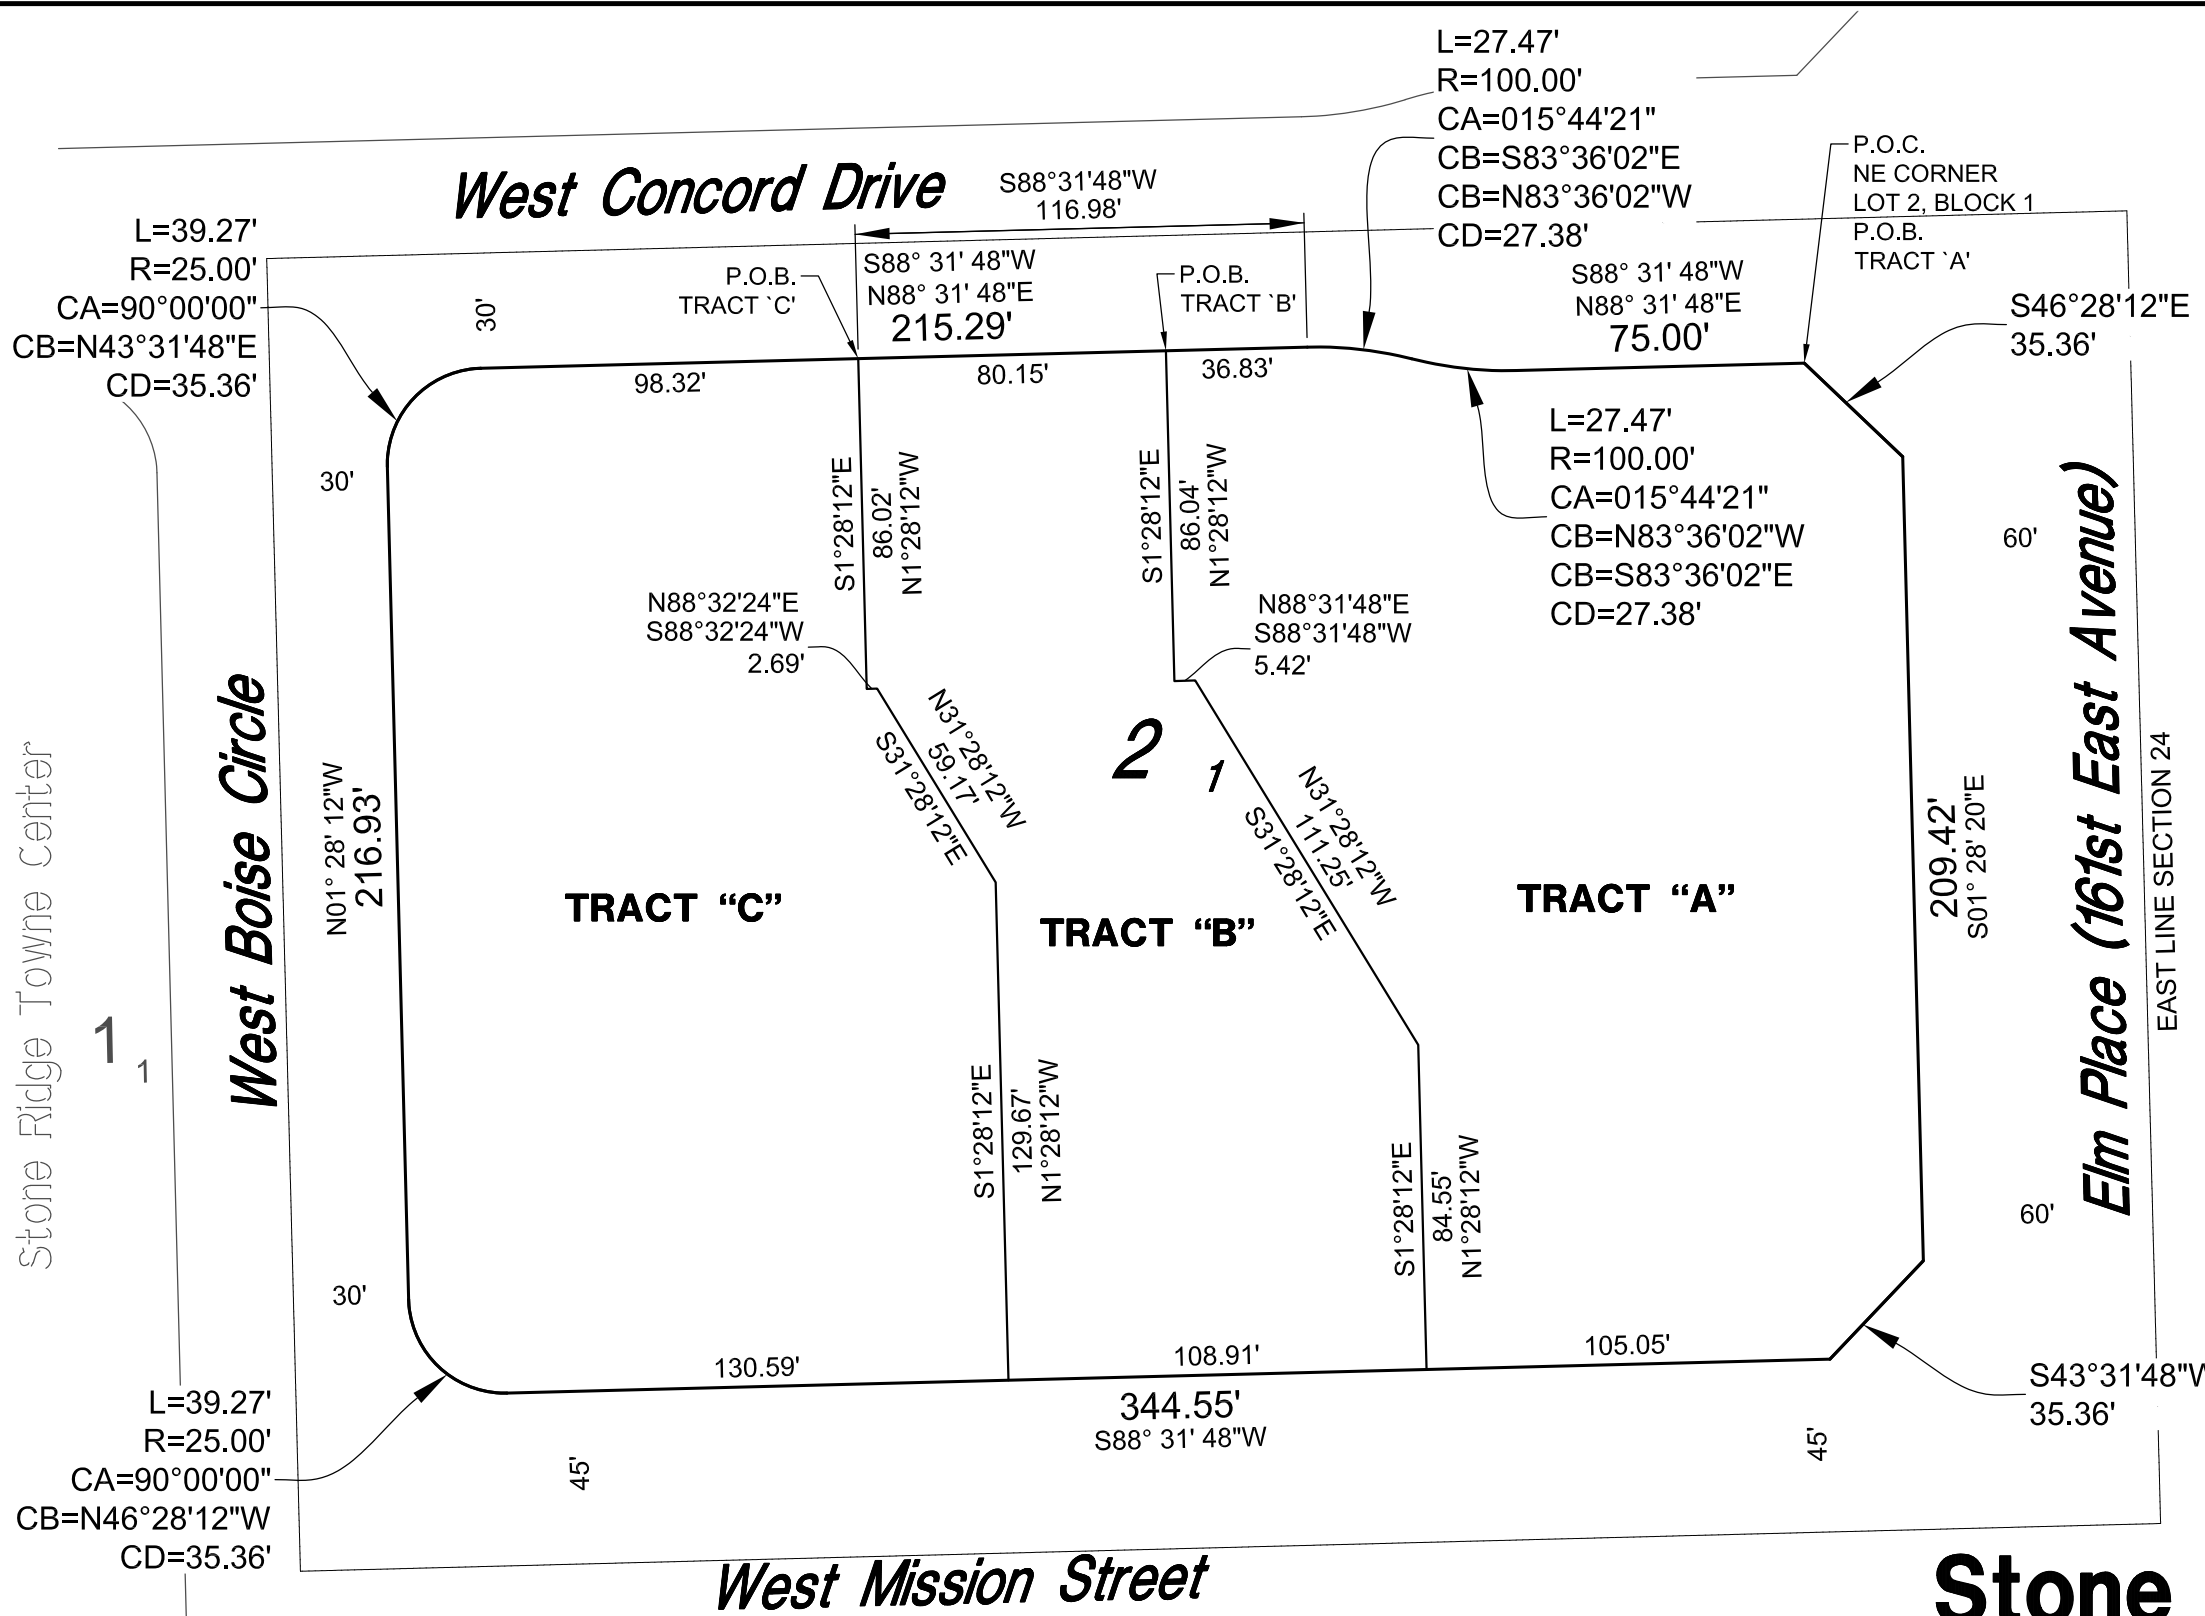 L=27.47'
R=100.00'
CA=015°44'21"
CB=S83°36'02"E
CB=N83°36'02"W
CD=27.38'
P.O.C.
NE CORNER
LOT 2, BLOCK 1
P.O.B.
TRACT `A'
West Concord Drive
S88°31'48"W
116.98'
L=39.27'
R=25.00'
CA=90°00'00"
CB=N43°31'48"E
CD=35.36'
30'
P.O.B.
TRACT `C'
S88° 31' 48"W
N88° 31' 48"E
215.29'
P.O.B.
TRACT `B'
S88° 31' 48"W
N88° 31' 48"E
75.00'
S46°28'12"E
35.36'
98.32'
80.15'
36.83'
L=27.47'
R=100.00'
CA=015°44'21"
CB=N83°36'02"W
CB=S83°36'02"E
CD=27.38'
30'
S1°28'12"E
86.02'
N1°28'12"W
S1°28'12"E
86.04'
N1°28'12"W
60'
N88°32'24"E
S88°32'24"W
2.69'
N88°31'48"E
S88°31'48"W
5.42'
N31°28'12"W
59.17'
S31°28'12"E
2
1
N31°28'12"W
111.25'
S31°28'12"E
Stone Ridge Towne Center
1
1
West Boise Circle
N01° 28' 12"W
216.93'
TRACT “C”
TRACT “B”
TRACT “A”
209.42'
S01° 28' 20"E
Elm Place (161st East Avenue)
EAST LINE SECTION 24
S1°28'12"E
129.67'
N1°28'12"W
S1°28'12"E
84.55'
N1°28'12"W
60'
30'
130.59'
108.91'
105.05'
344.55'
S88° 31' 48"W
S43°31'48"W
35.36'
L=39.27'
R=25.00'
CA=90°00'00"
CB=N46°28'12"W
CD=35.36'
45'
45'
West Mission Street
Stone